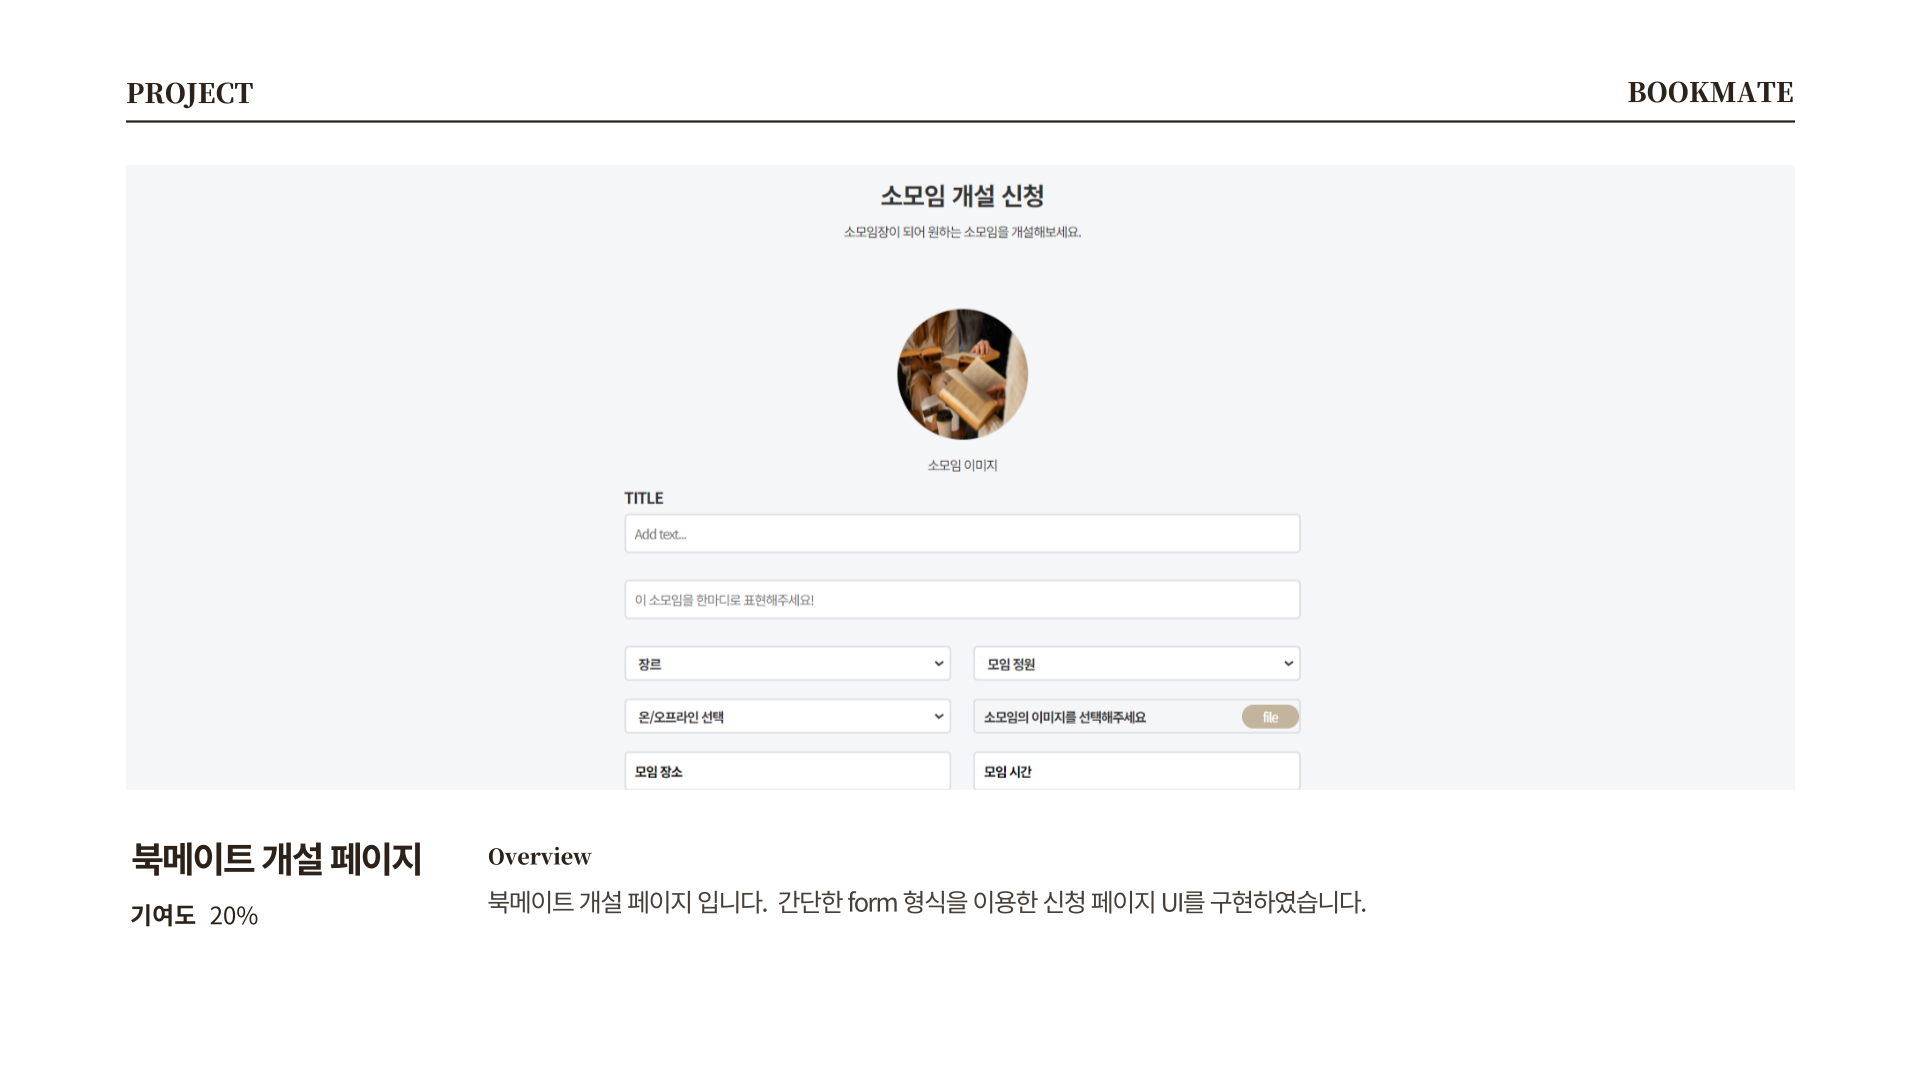 PROJECT
BOOKMATE
소모임 개설 신청
소모임장이 되어 원하는 소모임을 개설해보세요.
소모임 이미지
TITLE
Add text...
이 소모임을 한마디로 표현해주세요!
장르
모임 정원
온/오프라인 선택
소모임의 이미지를 선택해주세요
file
모임 장소
모임 시간
북메이트 개설 페이지
기여도 20%
Overview
북메이트 개설 페이지 입니다. 간단한 form 형식을 이용한 신청 페이지 UI를 구현하였습니다.